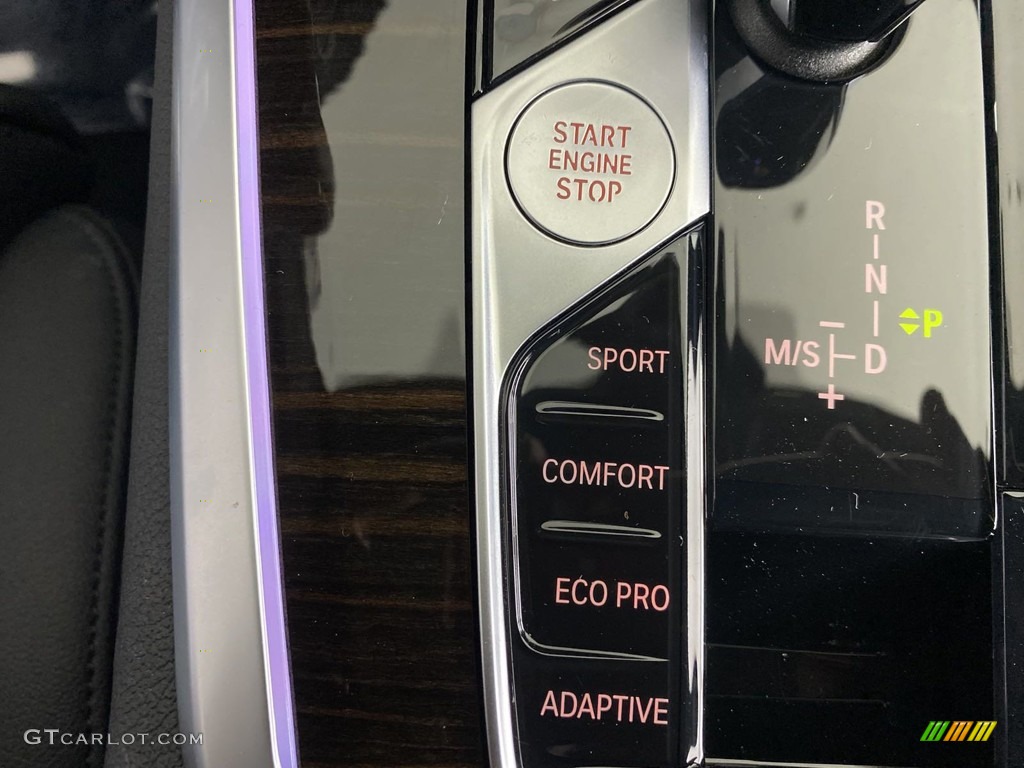 START
ENGINE
STOP
SPORT
COMFORT
ECO PRO
ADAPTIVE
R
N
P
M/S
D
−
+
GTCARLOT.COM